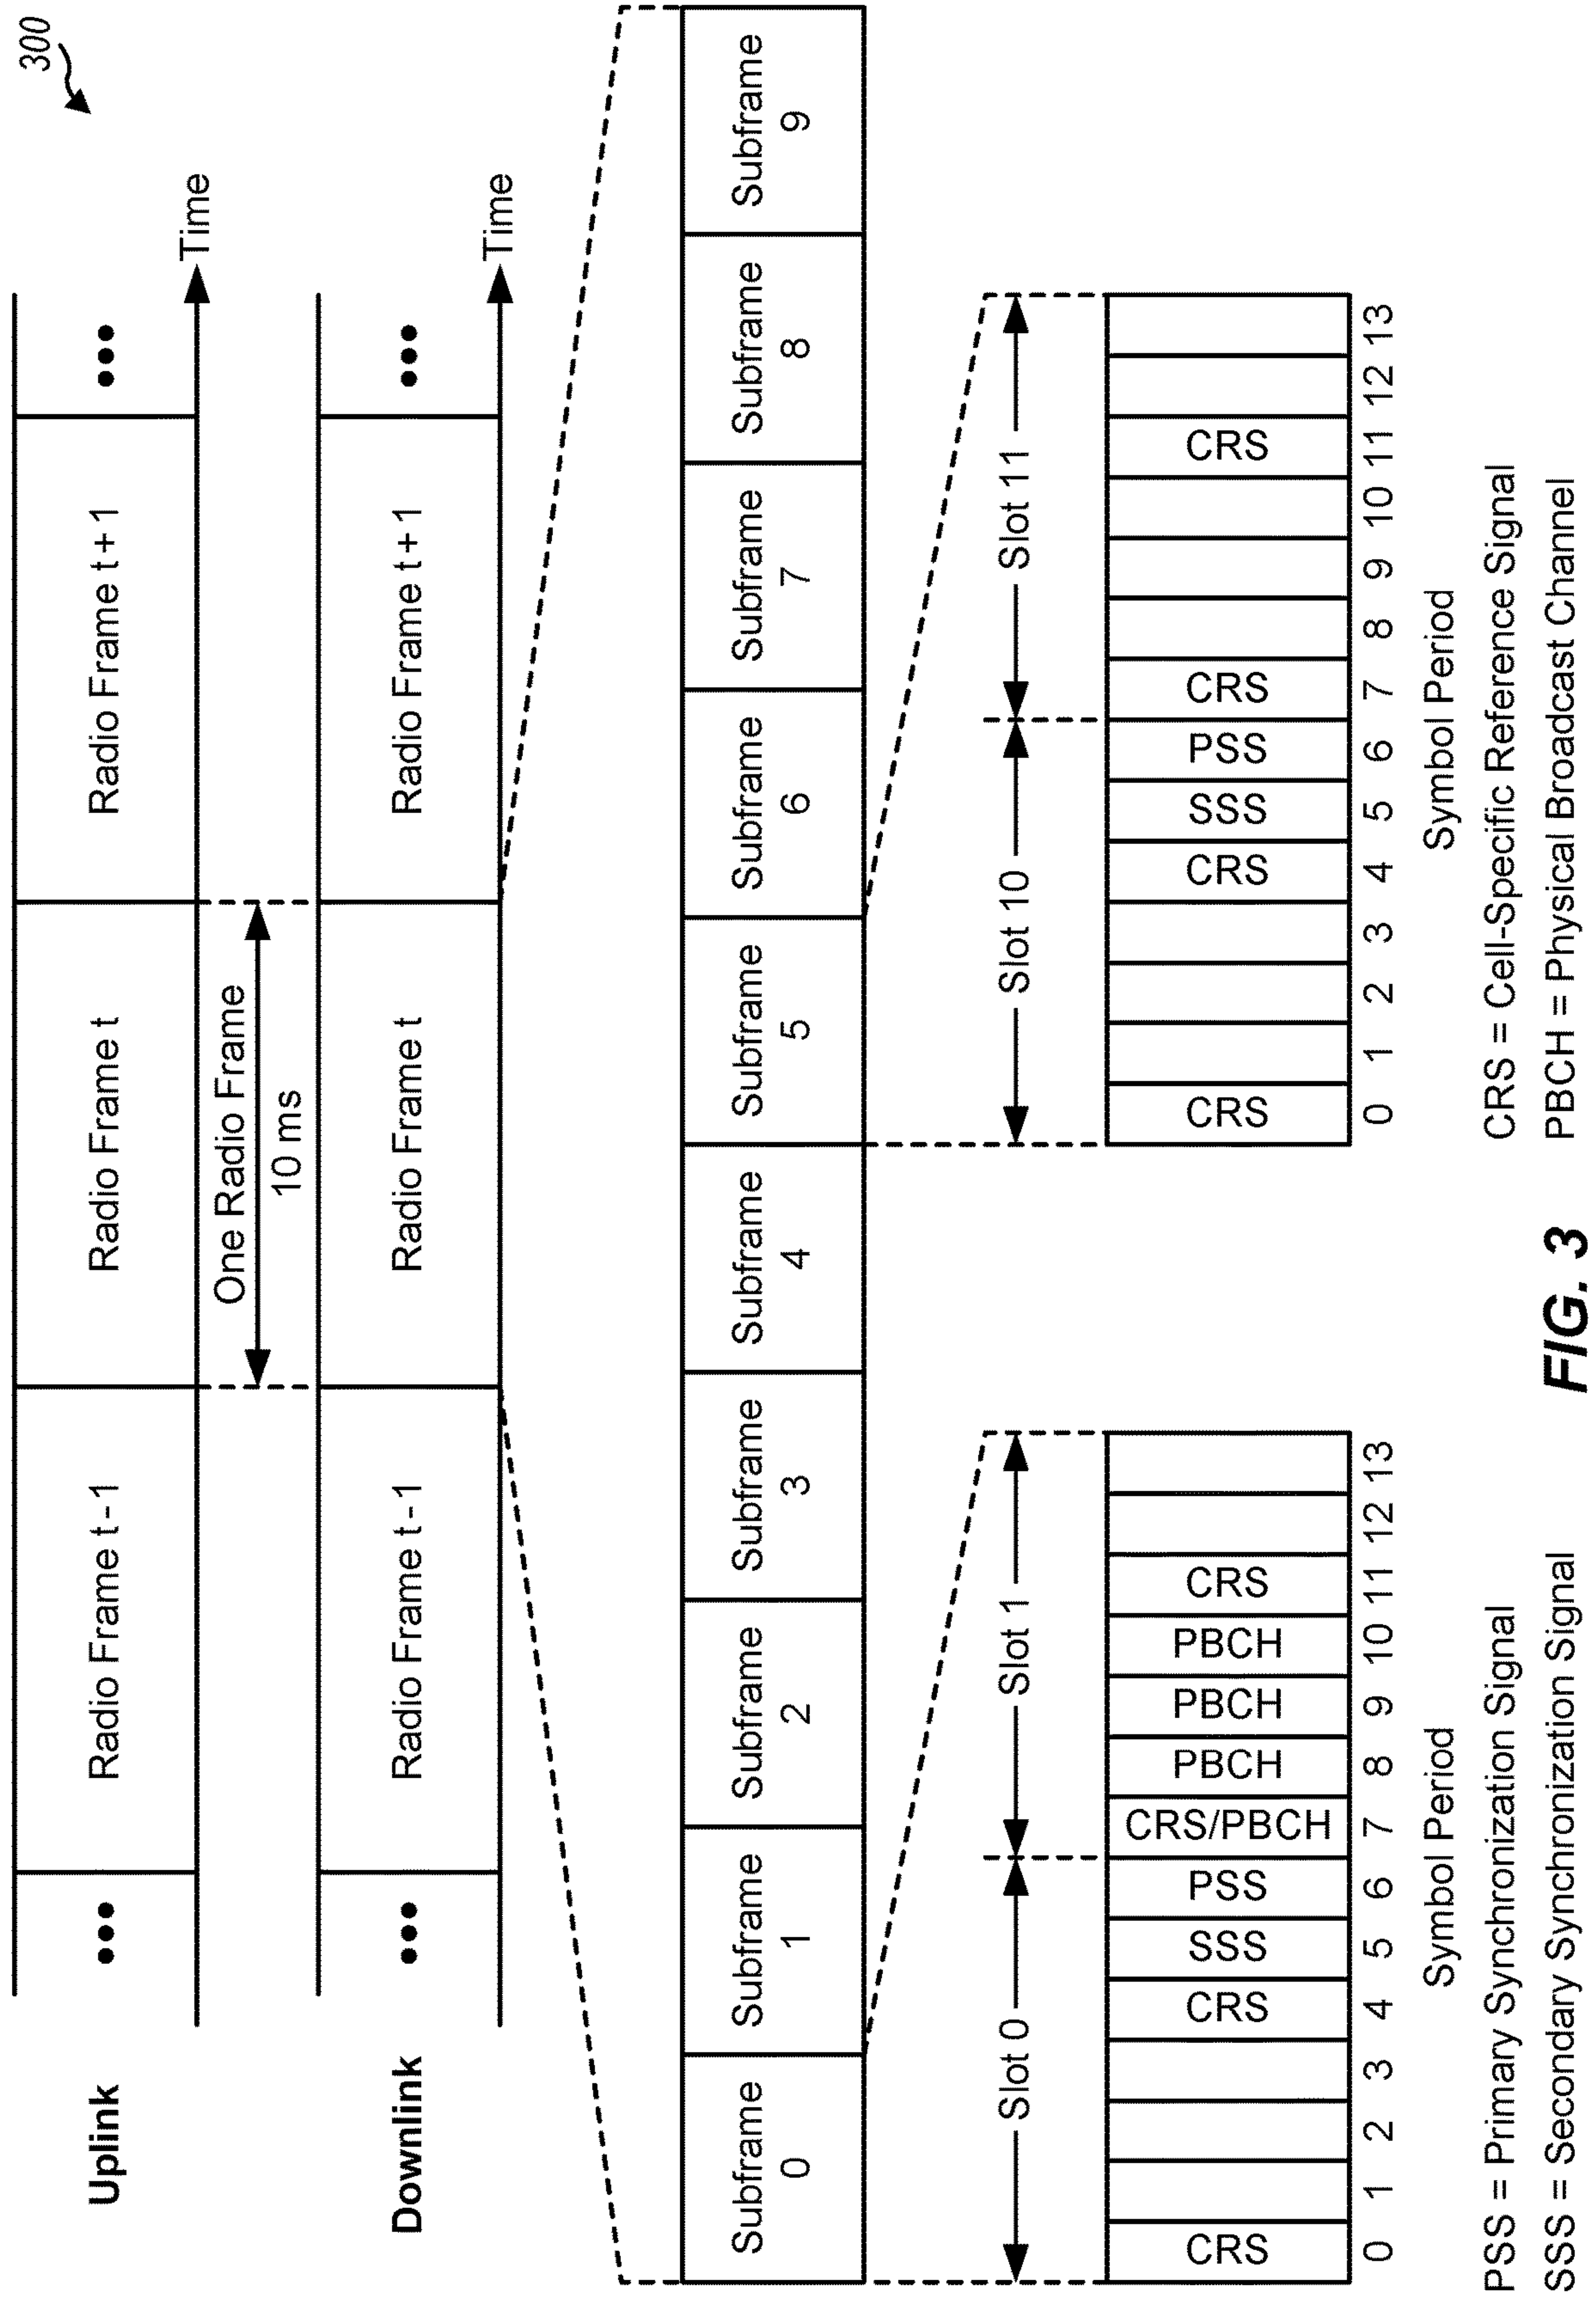 300
Uplink
••• Radio Frame t - 1 Radio Frame t Radio Frame t + 1 •••
Time
One Radio Frame
10 ms
Downlink
••• Radio Frame t - 1 Radio Frame t Radio Frame t + 1 •••
Time
Subframe 0
Subframe 1
Subframe 2
Subframe 3
Subframe 4
Subframe 5
Subframe 6
Subframe 7
Subframe 8
Subframe 9
Slot 0 Slot 1
CRS CRS SSS PSS CRS/PBCH PBCH PBCH PBCH CRS
0 1 2 3 4 5 6 7 8 9 10 11 12 13
Symbol Period
Slot 10 Slot 11
CRS CRS SSS PSS CRS CRS
0 1 2 3 4 5 6 7 8 9 10 11 12 13
Symbol Period
PSS = Primary Synchronization Signal
SSS = Secondary Synchronization Signal
CRS = Cell-Specific Reference Signal
PBCH = Physical Broadcast Channel
FIG. 3